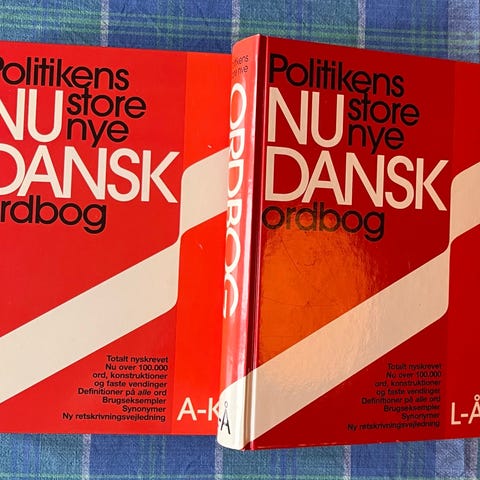 Politikens
NU store
nye
DANSK
ordbog
Totalt nyskrevet
Nu over 100.000
ord, konstruktioner
og faste vendinger
Definitioner på alle ord
Brugseksempler
Synonymer
Ny retskrivningsvejledning
A-K
ORDBOG
Politikens
store
NU nye
DANSK
ordbog
Totalt nyskrevet
Nu over 100.000
ord, konstruktioner
og faste vendinger
Definitioner på alle ord
Brugseksempler
Synonymer
Ny retskrivningsvejledning
L-Å